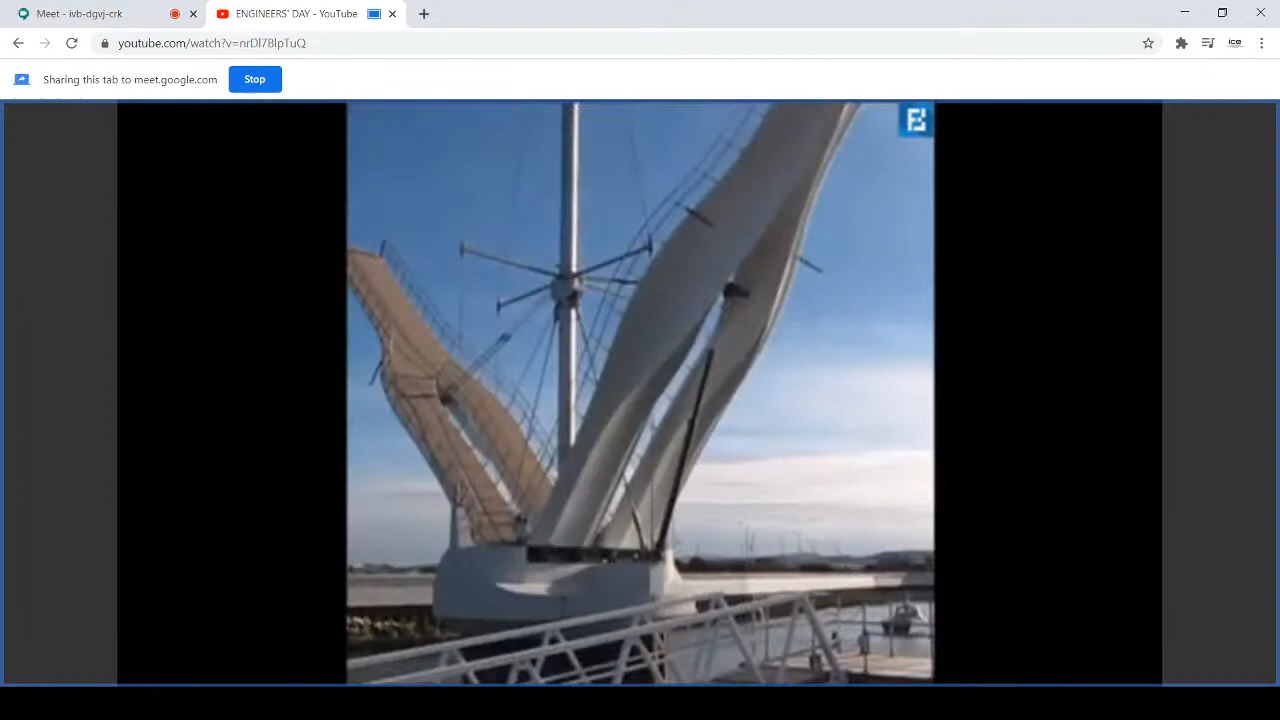 Meet - ivb-dgvj-crk
ENGINEERS' DAY - YouTube
youtube.com/watch?v=nrDl7BlpTuQ
ice
Sharing this tab to meet.google.com
Stop